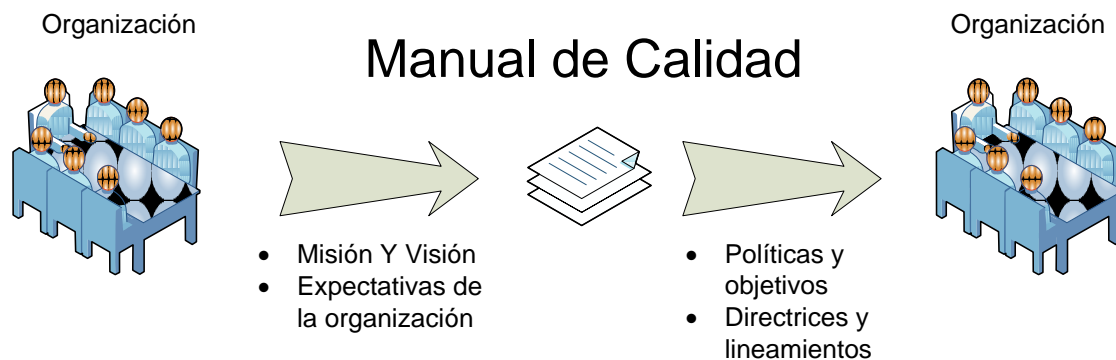 Organización
Manual de Calidad
Organización
• Misión Y Visión
• Expectativas de
la organización
• Políticas y
objetivos
• Directrices y
lineamientos